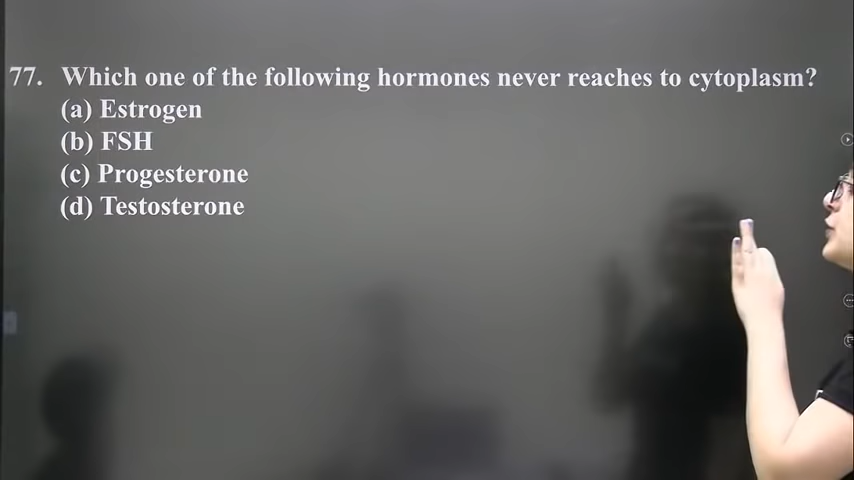 77. Which one of the following hormones never reaches to cytoplasm?
(a) Estrogen
(b) FSH
(c) Progesterone
(d) Testosterone